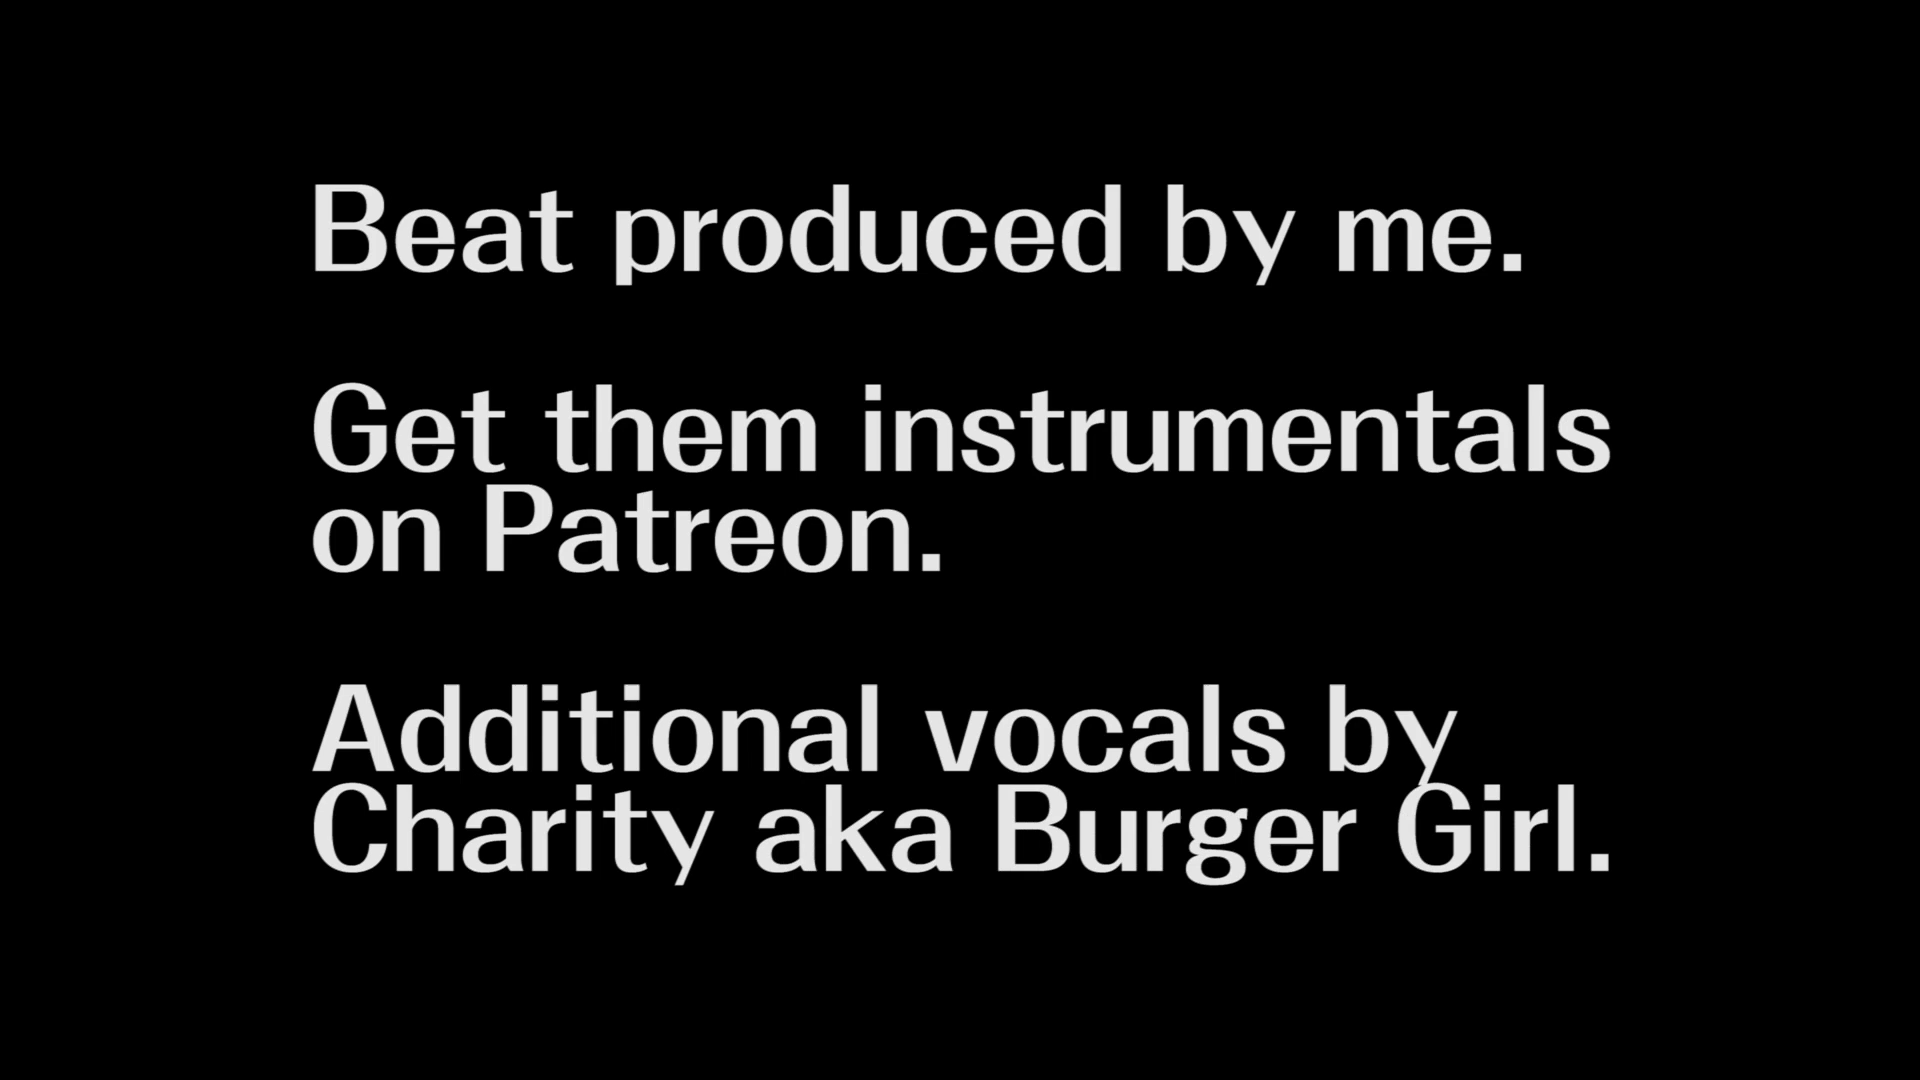 Beat produced by me.
Get them instrumentals
on Patreon.
Additional vocals by
Charity aka Burger Girl.